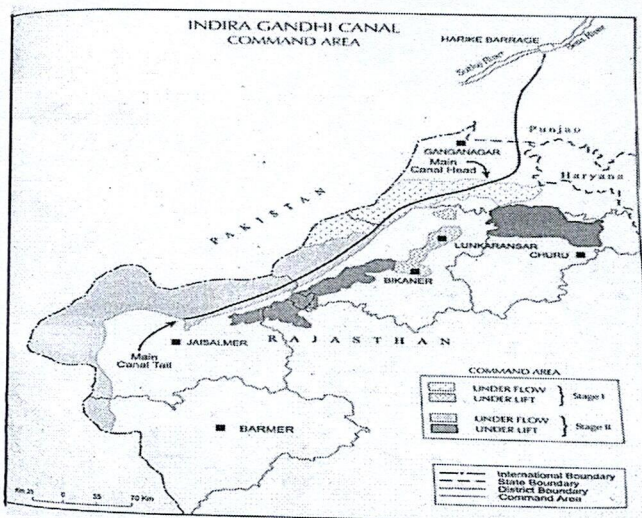 INDIRA GANDHI CANAL
COMMAND AREA
HARIKE BARRAGE
Beas River
Sutlej River
Punjab
GANGANAGAR
Main
Canal Head
Haryana
PAKISTAN
LUNKARANSAR
CHURU
BIKANER
RAJASTHAN
JAISALMER
Main
Canal Tail
BARMER
COMMAND AREA
UNDER FLOW
UNDER LIFT
Stage I
UNDER FLOW
UNDER LIFT
Stage II
International Boundary
State Boundary
District Boundary
Command Area
Km 35 0 35 70 Km